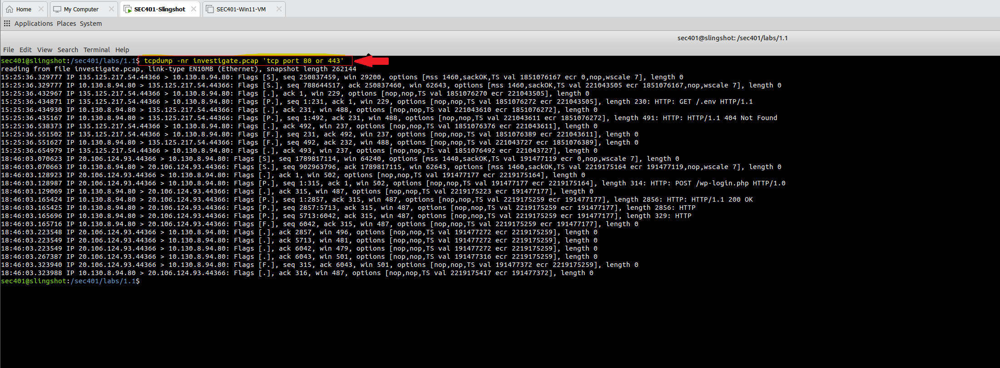 Home
My Computer
SEC401-Slingshot
SEC401-Win11-VM
Applications Places System
sec401@slingshot: /sec401/labs/1.1
File Edit View Search Terminal Help
sec401@slingshot:/sec401/labs/1.1$ tcpdump -nr investigate.pcap 'tcp port 80 or 443'
reading from file investigate.pcap, link-type EN10MB (Ethernet), snapshot length 262144
15:25:36.329777 IP 135.125.217.54.44366 > 10.130.8.94.80: Flags [S], seq 250837459, win 29200, options [mss 1460,sackOK,TS val 1851076167 ecr 0,nop,wscale 7], length 0
15:25:36.329777 IP 10.130.8.94.80 > 135.125.217.54.44366: Flags [S.], seq 788644517, ack 250837460, win 62643, options [mss 1460,sackOK,TS val 221043505 ecr 1851076167,nop,wscale 7], length 0
15:25:36.432967 IP 135.125.217.54.44366 > 10.130.8.94.80: Flags [.], ack 1, win 229, options [nop,nop,TS val 1851076270 ecr 221043505], length 0
15:25:36.434871 IP 135.125.217.54.44366 > 10.130.8.94.80: Flags [P.], seq 1:231, ack 1, win 229, options [nop,nop,TS val 1851076272 ecr 221043505], length 230: HTTP: GET /.env HTTP/1.1
15:25:36.434930 IP 10.130.8.94.80 > 135.125.217.54.44366: Flags [.], ack 231, win 488, options [nop,nop,TS val 221043610 ecr 1851076272], length 0
15:25:36.435167 IP 10.130.8.94.80 > 135.125.217.54.44366: Flags [P.], seq 1:492, ack 231, win 488, options [nop,nop,TS val 221043611 ecr 1851076272], length 491: HTTP: HTTP/1.1 404 Not Found
15:25:36.538373 IP 135.125.217.54.44366 > 10.130.8.94.80: Flags [.], ack 492, win 237, options [nop,nop,TS val 1851076376 ecr 221043611], length 0
15:25:36.551502 IP 135.125.217.54.44366 > 10.130.8.94.80: Flags [F.], seq 231, ack 492, win 237, options [nop,nop,TS val 1851076389 ecr 221043611], length 0
15:25:36.551627 IP 10.130.8.94.80 > 135.125.217.54.44366: Flags [F.], seq 492, ack 232, win 488, options [nop,nop,TS val 221043727 ecr 1851076389], length 0
15:25:36.654979 IP 135.125.217.54.44366 > 10.130.8.94.80: Flags [.], ack 493, win 237, options [nop,nop,TS val 1851076492 ecr 221043727], length 0
18:46:03.070623 IP 20.106.124.93.44366 > 10.130.8.94.80: Flags [S], seq 1789817114, win 64240, options [mss 1440,sackOK,TS val 191477119 ecr 0,nop,wscale 7], length 0
18:46:03.070663 IP 10.130.8.94.80 > 20.106.124.93.44366: Flags [S.], seq 902963796, ack 1789817115, win 62643, options [mss 1460,sackOK,TS val 2219175164 ecr 191477119,nop,wscale 7], length 0
18:46:03.128923 IP 20.106.124.93.44366 > 10.130.8.94.80: Flags [.], ack 1, win 502, options [nop,nop,TS val 191477177 ecr 2219175164], length 0
18:46:03.128987 IP 20.106.124.93.44366 > 10.130.8.94.80: Flags [P.], seq 1:315, ack 1, win 502, options [nop,nop,TS val 191477177 ecr 2219175164], length 314: HTTP: POST /wp-login.php HTTP/1.0
18:46:03.129069 IP 10.130.8.94.80 > 20.106.124.93.44366: Flags [.], ack 315, win 487, options [nop,nop,TS val 2219175223 ecr 191477177], length 0
18:46:03.165424 IP 10.130.8.94.80 > 20.106.124.93.44366: Flags [P.], seq 1:2857, ack 315, win 487, options [nop,nop,TS val 2219175259 ecr 191477177], length 2856: HTTP: HTTP/1.1 200 OK
18:46:03.165425 IP 10.130.8.94.80 > 20.106.124.93.44366: Flags [P.], seq 2857:5713, ack 315, win 487, options [nop,nop,TS val 2219175259 ecr 191477177], length 2856: HTTP
18:46:03.165696 IP 10.130.8.94.80 > 20.106.124.93.44366: Flags [P.], seq 5713:6042, ack 315, win 487, options [nop,nop,TS val 2219175259 ecr 191477177], length 329: HTTP
18:46:03.165716 IP 10.130.8.94.80 > 20.106.124.93.44366: Flags [F.], seq 6042, ack 315, win 487, options [nop,nop,TS val 2219175259 ecr 191477177], length 0
18:46:03.223548 IP 20.106.124.93.44366 > 10.130.8.94.80: Flags [.], ack 2857, win 496, options [nop,nop,TS val 191477272 ecr 2219175259], length 0
18:46:03.223549 IP 20.106.124.93.44366 > 10.130.8.94.80: Flags [.], ack 5713, win 481, options [nop,nop,TS val 191477272 ecr 2219175259], length 0
18:46:03.223549 IP 20.106.124.93.44366 > 10.130.8.94.80: Flags [.], ack 6042, win 479, options [nop,nop,TS val 191477272 ecr 2219175259], length 0
18:46:03.267387 IP 20.106.124.93.44366 > 10.130.8.94.80: Flags [.], ack 6043, win 501, options [nop,nop,TS val 191477316 ecr 2219175259], length 0
18:46:03.323940 IP 20.106.124.93.44366 > 10.130.8.94.80: Flags [F.], seq 315, ack 6043, win 501, options [nop,nop,TS val 191477372 ecr 2219175259], length 0
18:46:03.323988 IP 10.130.8.94.80 > 20.106.124.93.44366: Flags [.], ack 316, win 487, options [nop,nop,TS val 2219175417 ecr 191477372], length 0
sec401@slingshot:/sec401/labs/1.1$